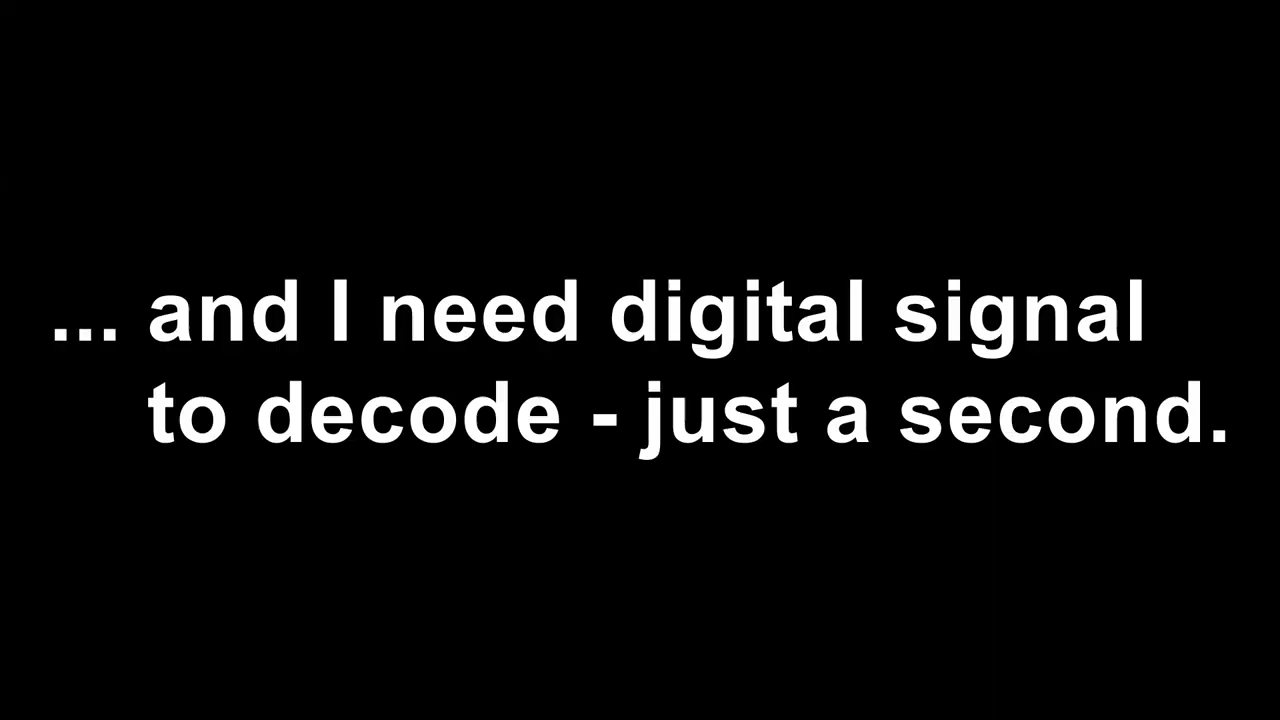 ... and I need digital signal
to decode - just a second.